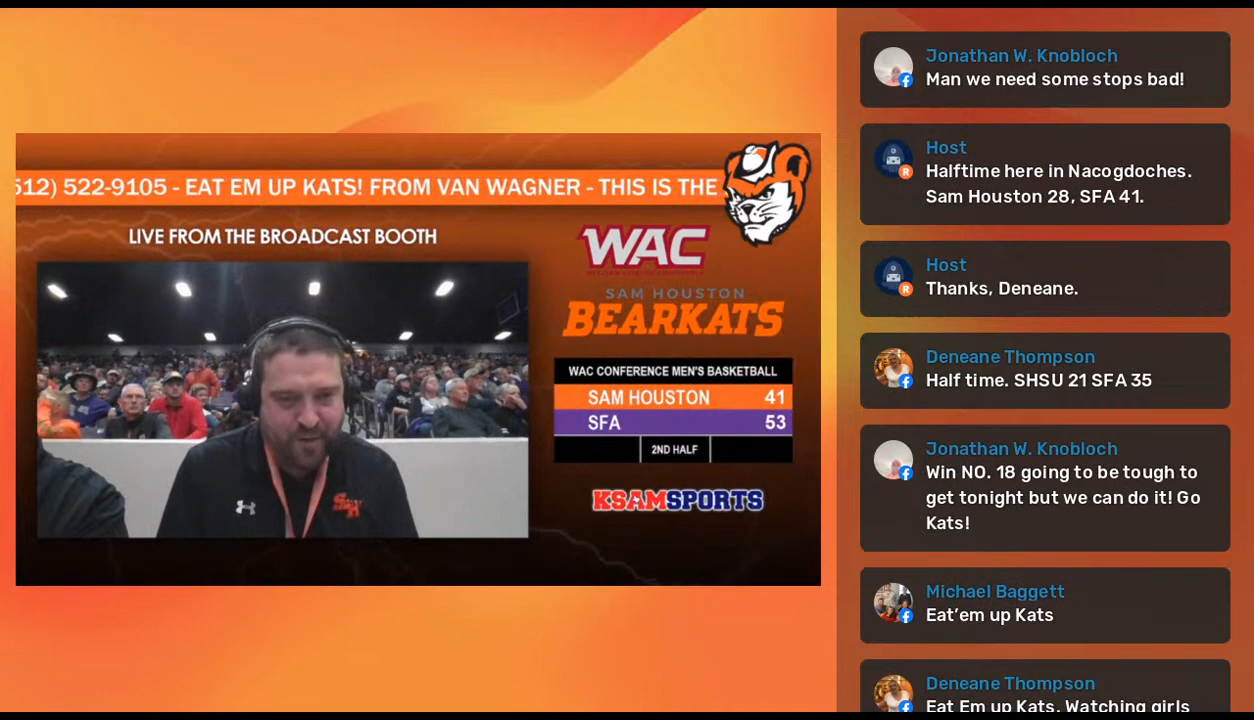 512) 522-9105 - EAT EM UP KATS! FROM VAN WAGNER - THIS IS THE
LIVE FROM THE BROADCAST BOOTH
WAC
SAM HOUSTON
BEARKATS
WAC CONFERENCE MEN'S BASKETBALL
SAM HOUSTON 41
SFA 53
2ND HALF
KSAMSPORTS
SH
Jonathan W. Knobloch
Man we need some stops bad!
Host
Halftime here in Nacogdoches.
Sam Houston 28, SFA 41.
Host
Thanks, Deneane.
Deneane Thompson
Half time. SHSU 21 SFA 35
Jonathan W. Knobloch
Win NO. 18 going to be tough to
get tonight but we can do it! Go
Kats!
Michael Baggett
Eat’em up Kats
Deneane Thompson
Eat Em up Kats. Watching girls